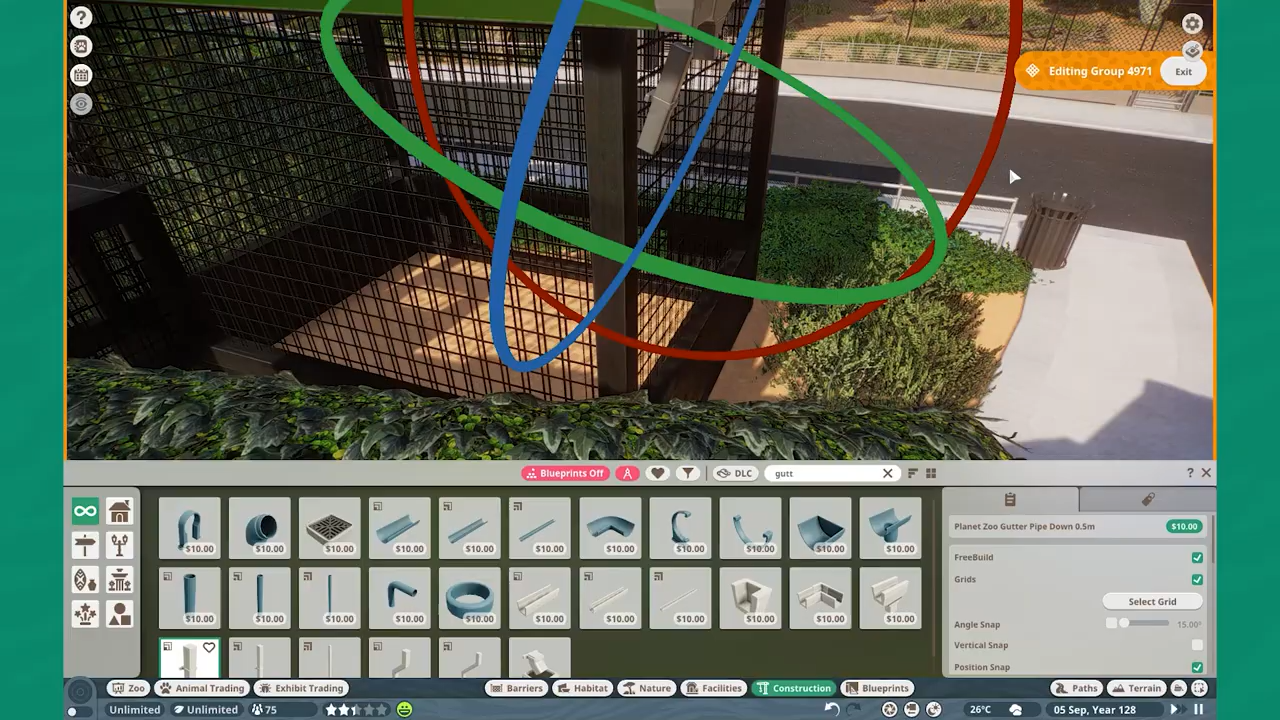 ?
Editing Group 4971 Exit
Blueprints Off DLC gutt ?
$10.00 $10.00 $10.00 $10.00 $10.00 $10.00 $10.00 $10.00 $10.00 $10.00 $10.00
$10.00 $10.00 $10.00 $10.00 $10.00 $10.00 $10.00 $10.00 $10.00 $10.00 $10.00
Planet Zoo Gutter Pipe Down 0.5m $10.00
FreeBuild
Grids
Select Grid
Angle Snap 15.00°
Vertical Snap
Position Snap
Zoo Animal Trading Exhibit Trading Barriers Habitat Nature Facilities Construction Blueprints Paths Terrain
Unlimited Unlimited 75 26°C 05 Sep, Year 128